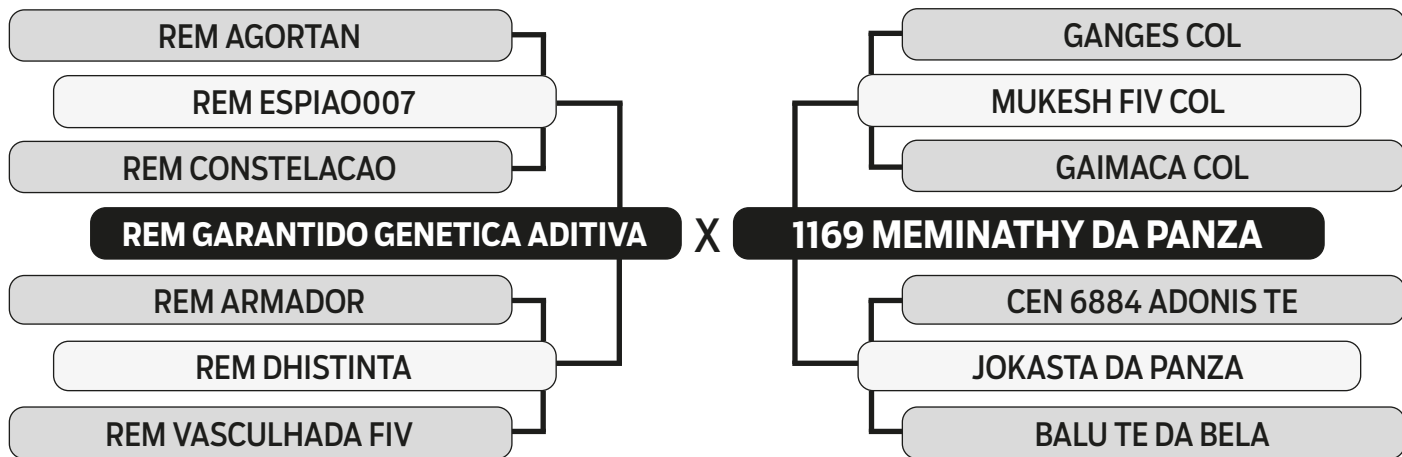 REM AGORTAN
REM ESPIAO007
REM CONSTELACAO
REM GARANTIDO GENETICA ADITIVA
REM ARMADOR
REM DHISTINTA
REM VASCULHADA FIV
X
GANGES COL
MUKESH FIV COL
GAIMACA COL
1169 MEMINATHY DA PANZA
CEN 6884 ADONIS TE
JOKASTA DA PANZA
BALU TE DA BELA